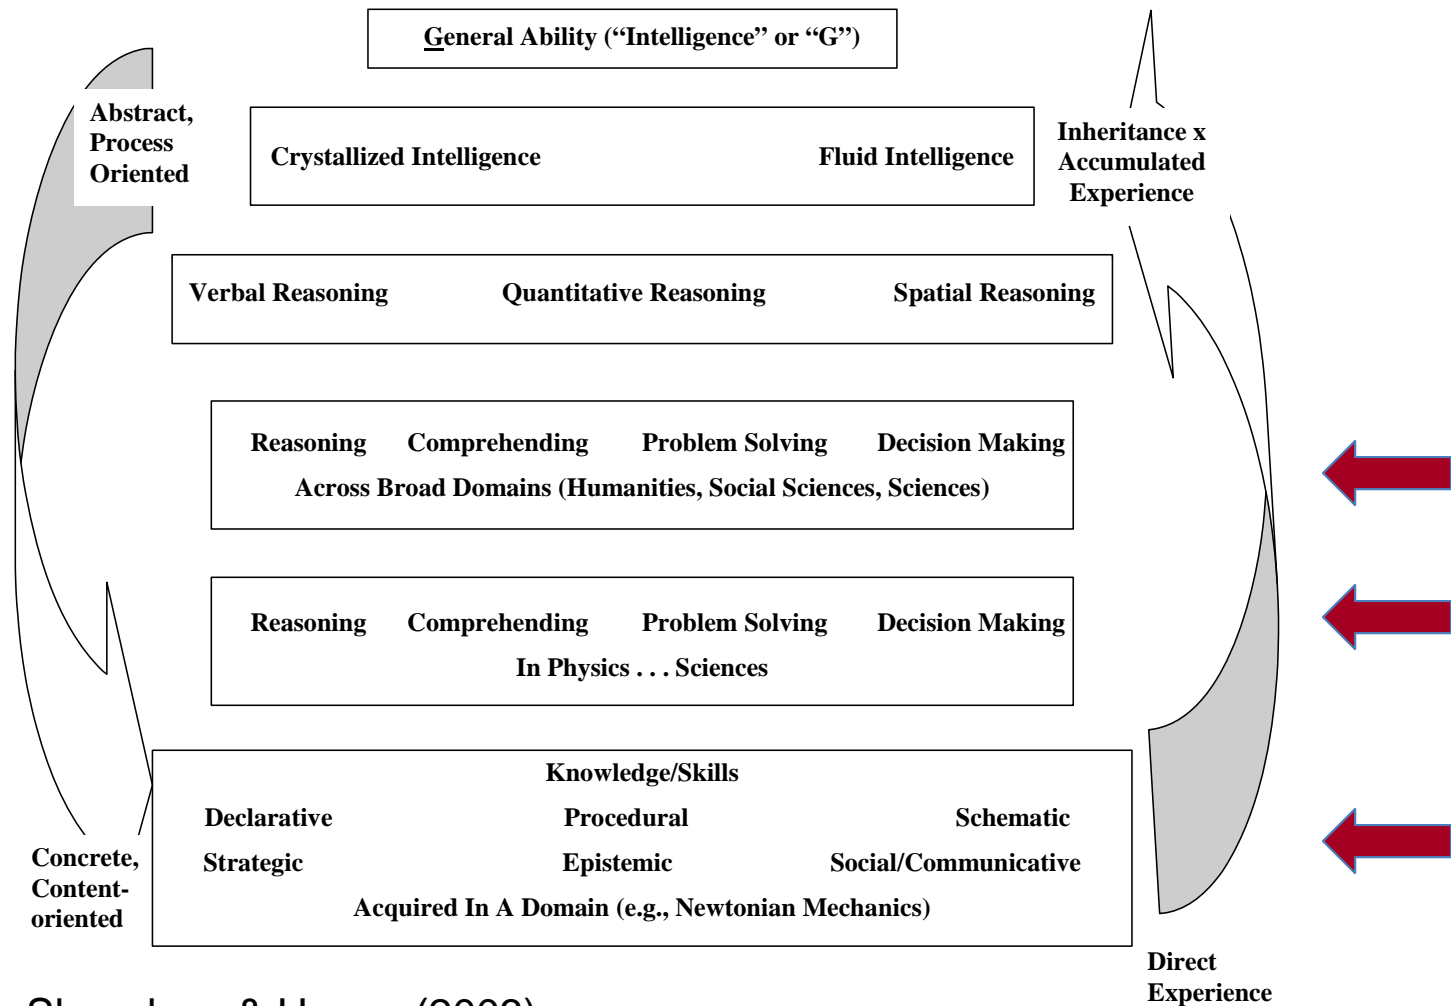 General Ability (“Intelligence” or “G”)
Abstract,
Process
Oriented
Crystallized Intelligence Fluid Intelligence
Inheritance x
Accumulated
Experience
Verbal Reasoning Quantitative Reasoning Spatial Reasoning
Reasoning Comprehending Problem Solving Decision Making
Across Broad Domains (Humanities, Social Sciences, Sciences)
Reasoning Comprehending Problem Solving Decision Making
In Physics . . . Sciences
Knowledge/Skills
Declarative Procedural Schematic
Strategic Epistemic Social/Communicative
Acquired In A Domain (e.g., Newtonian Mechanics)
Concrete,
Content-
oriented
Direct
Experience